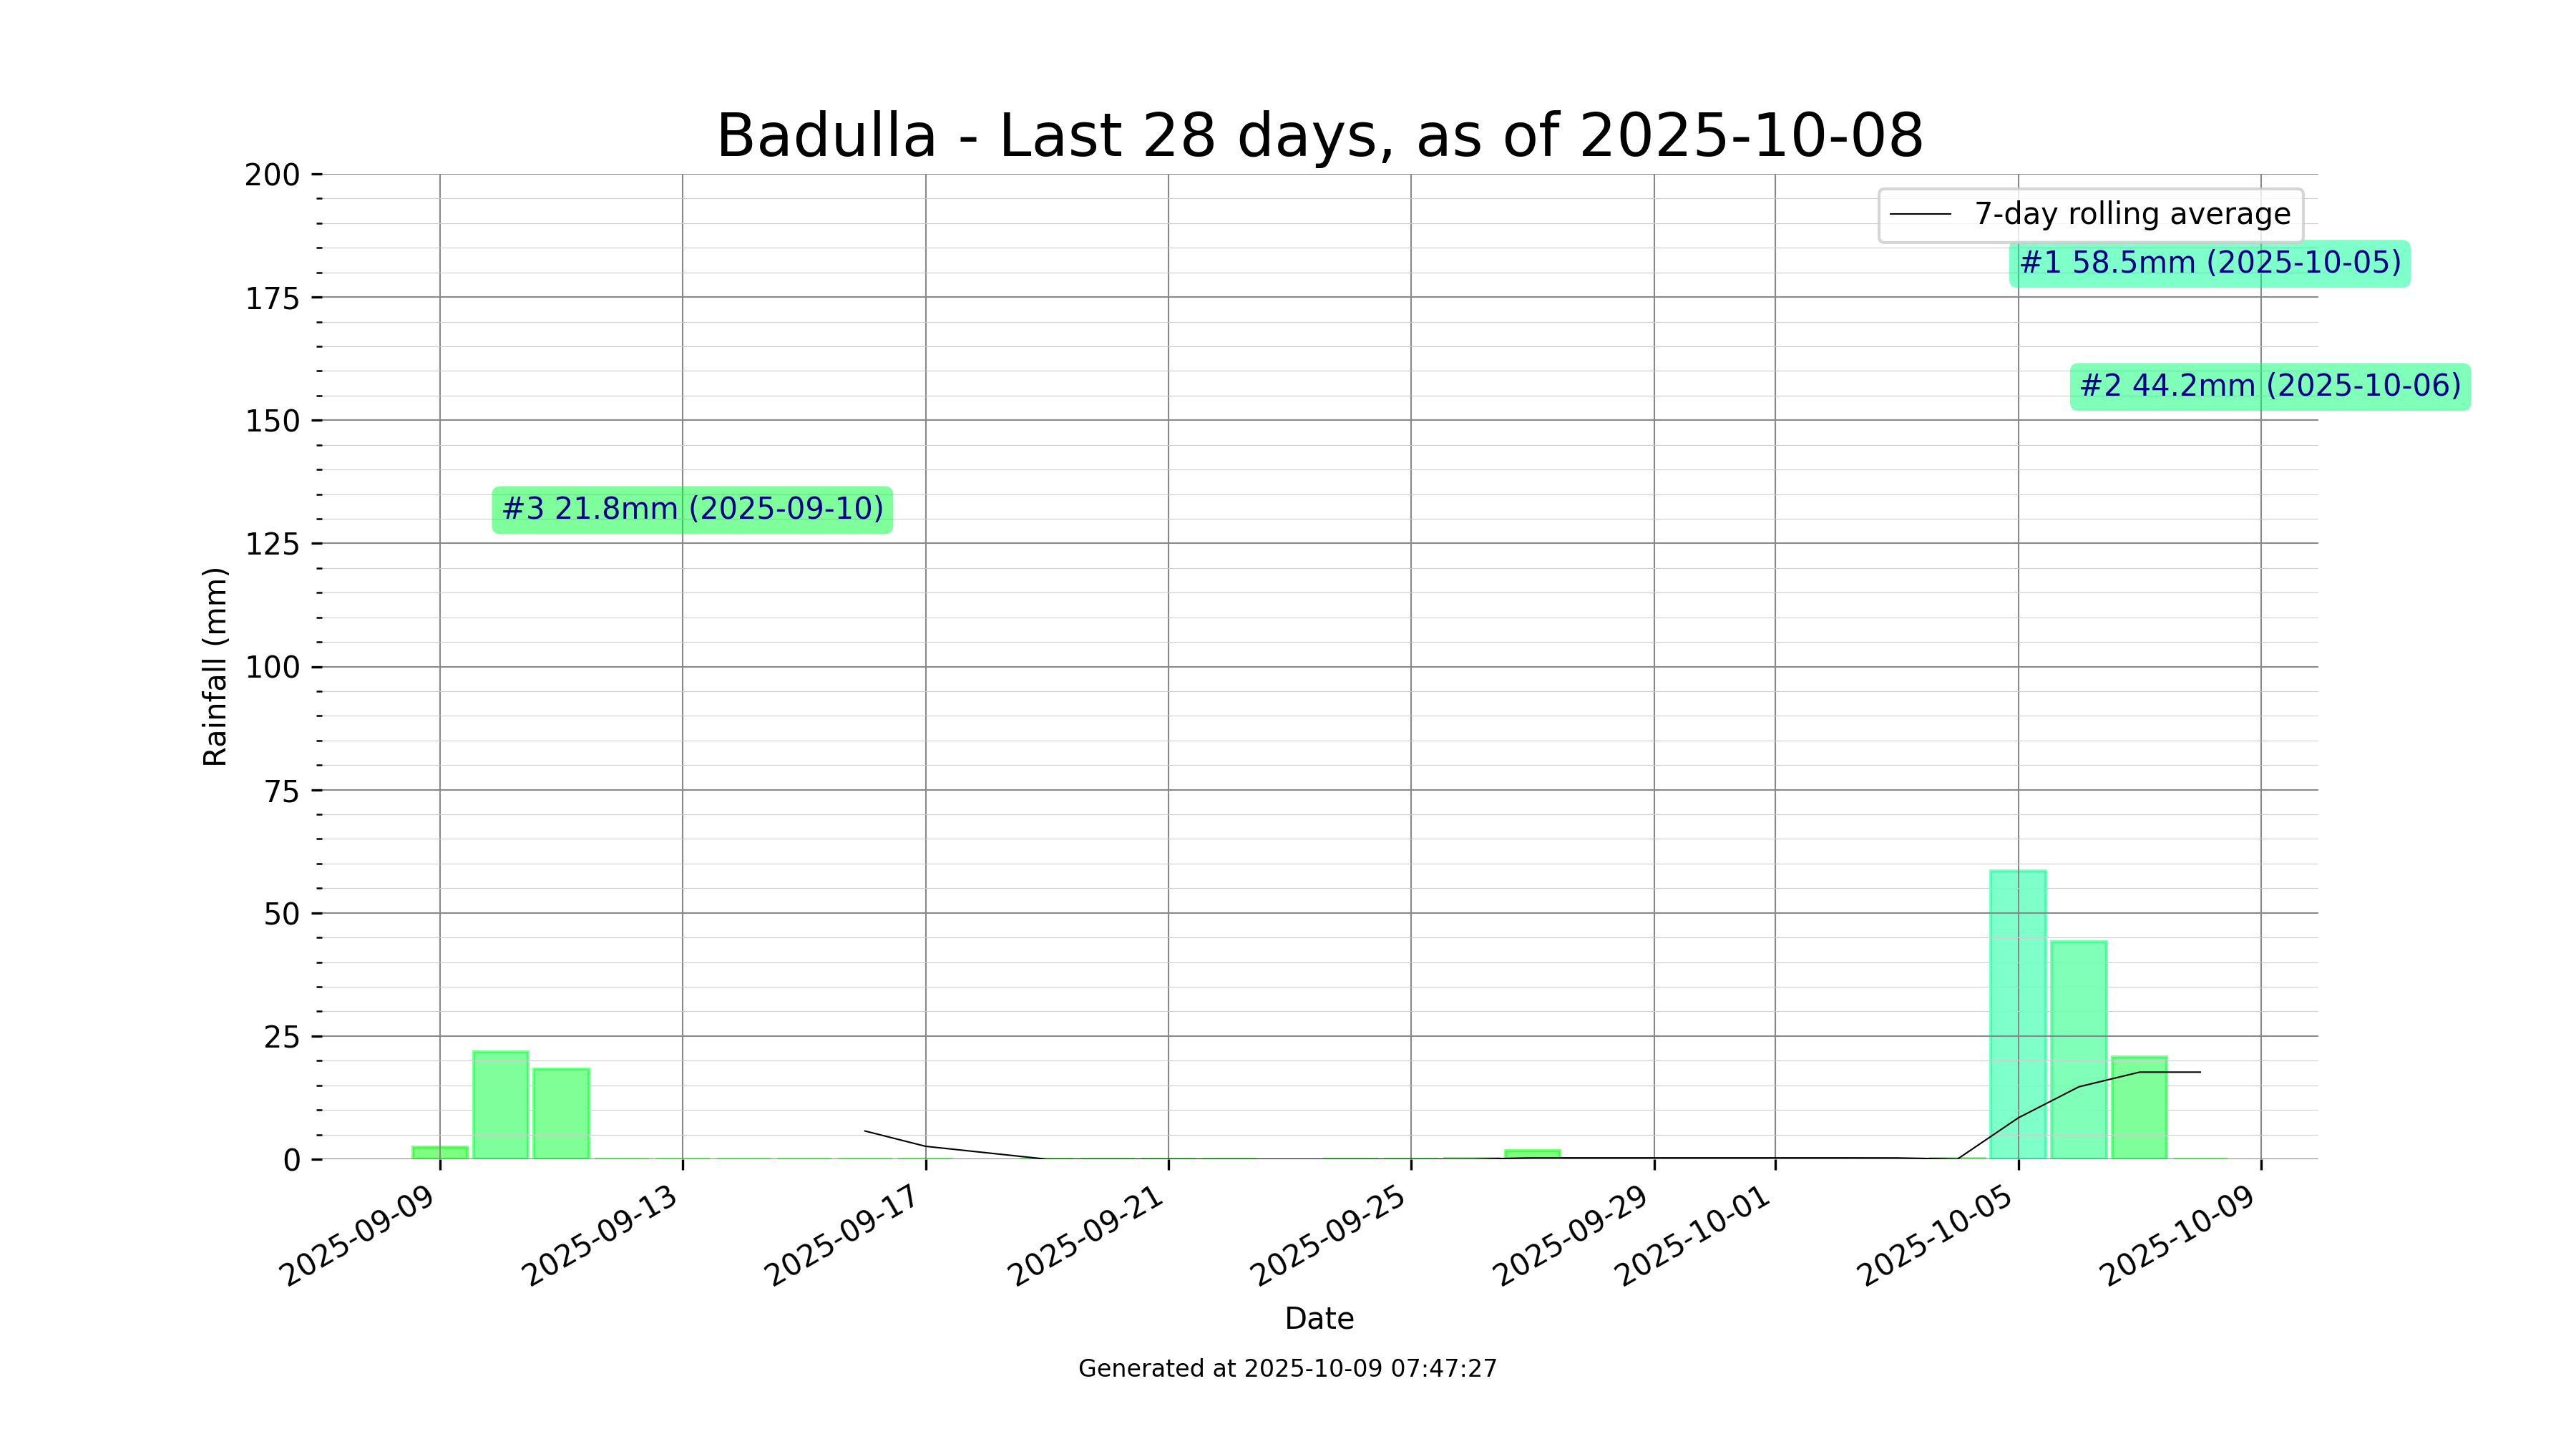 Badulla - Last 28 days, as of 2025-10-08
7-day rolling average
#1 58.5mm (2025-10-05)
#2 44.2mm (2025-10-06)
#3 21.8mm (2025-09-10)
Rainfall (mm)
200
175
150
125
100
75
50
25
0
2025-09-09
2025-09-13
2025-09-17
2025-09-21
2025-09-25
2025-09-29
2025-10-01
2025-10-05
2025-10-09
Date
Generated at 2025-10-09 07:47:27